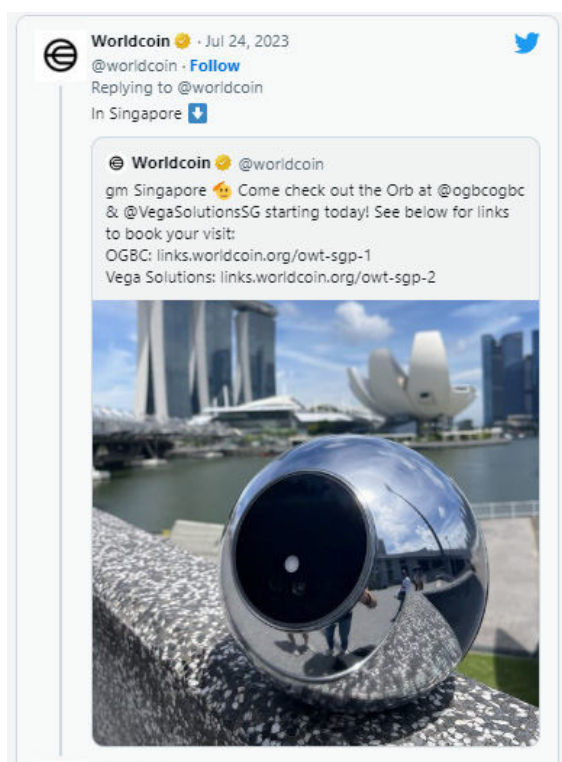 Worldcoin · Jul 24, 2023
@worldcoin · Follow
Replying to @worldcoin
In Singapore ⬇️
Worldcoin @worldcoin
gm Singapore 🫡 Come check out the Orb at @ogbcogbc
& @VegaSolutionsSG starting today! See below for links
to book your visit:
OGBC: links.worldcoin.org/owt-sgp-1
Vega Solutions: links.worldcoin.org/owt-sgp-2